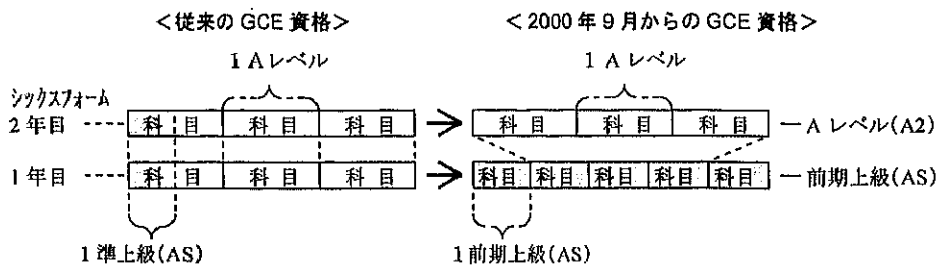 ＜従来の GCE 資格＞ ＜2000 年 9 月からの GCE 資格＞
1 A レベル 1 A レベル
シックスフォーム
2 年目 科 目 科 目 科 目 科 目 科 目 科 目 A レベル(A2)
1 年目 科 目 科 目 科 目 科目 科目 科目 科目 科目 前期上級(AS)
1 準上級(AS) 1 前期上級(AS)